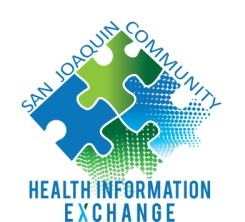 SAN JOAQUIN COMMUNITY
HEALTH INFORMATION
EXCHANGE